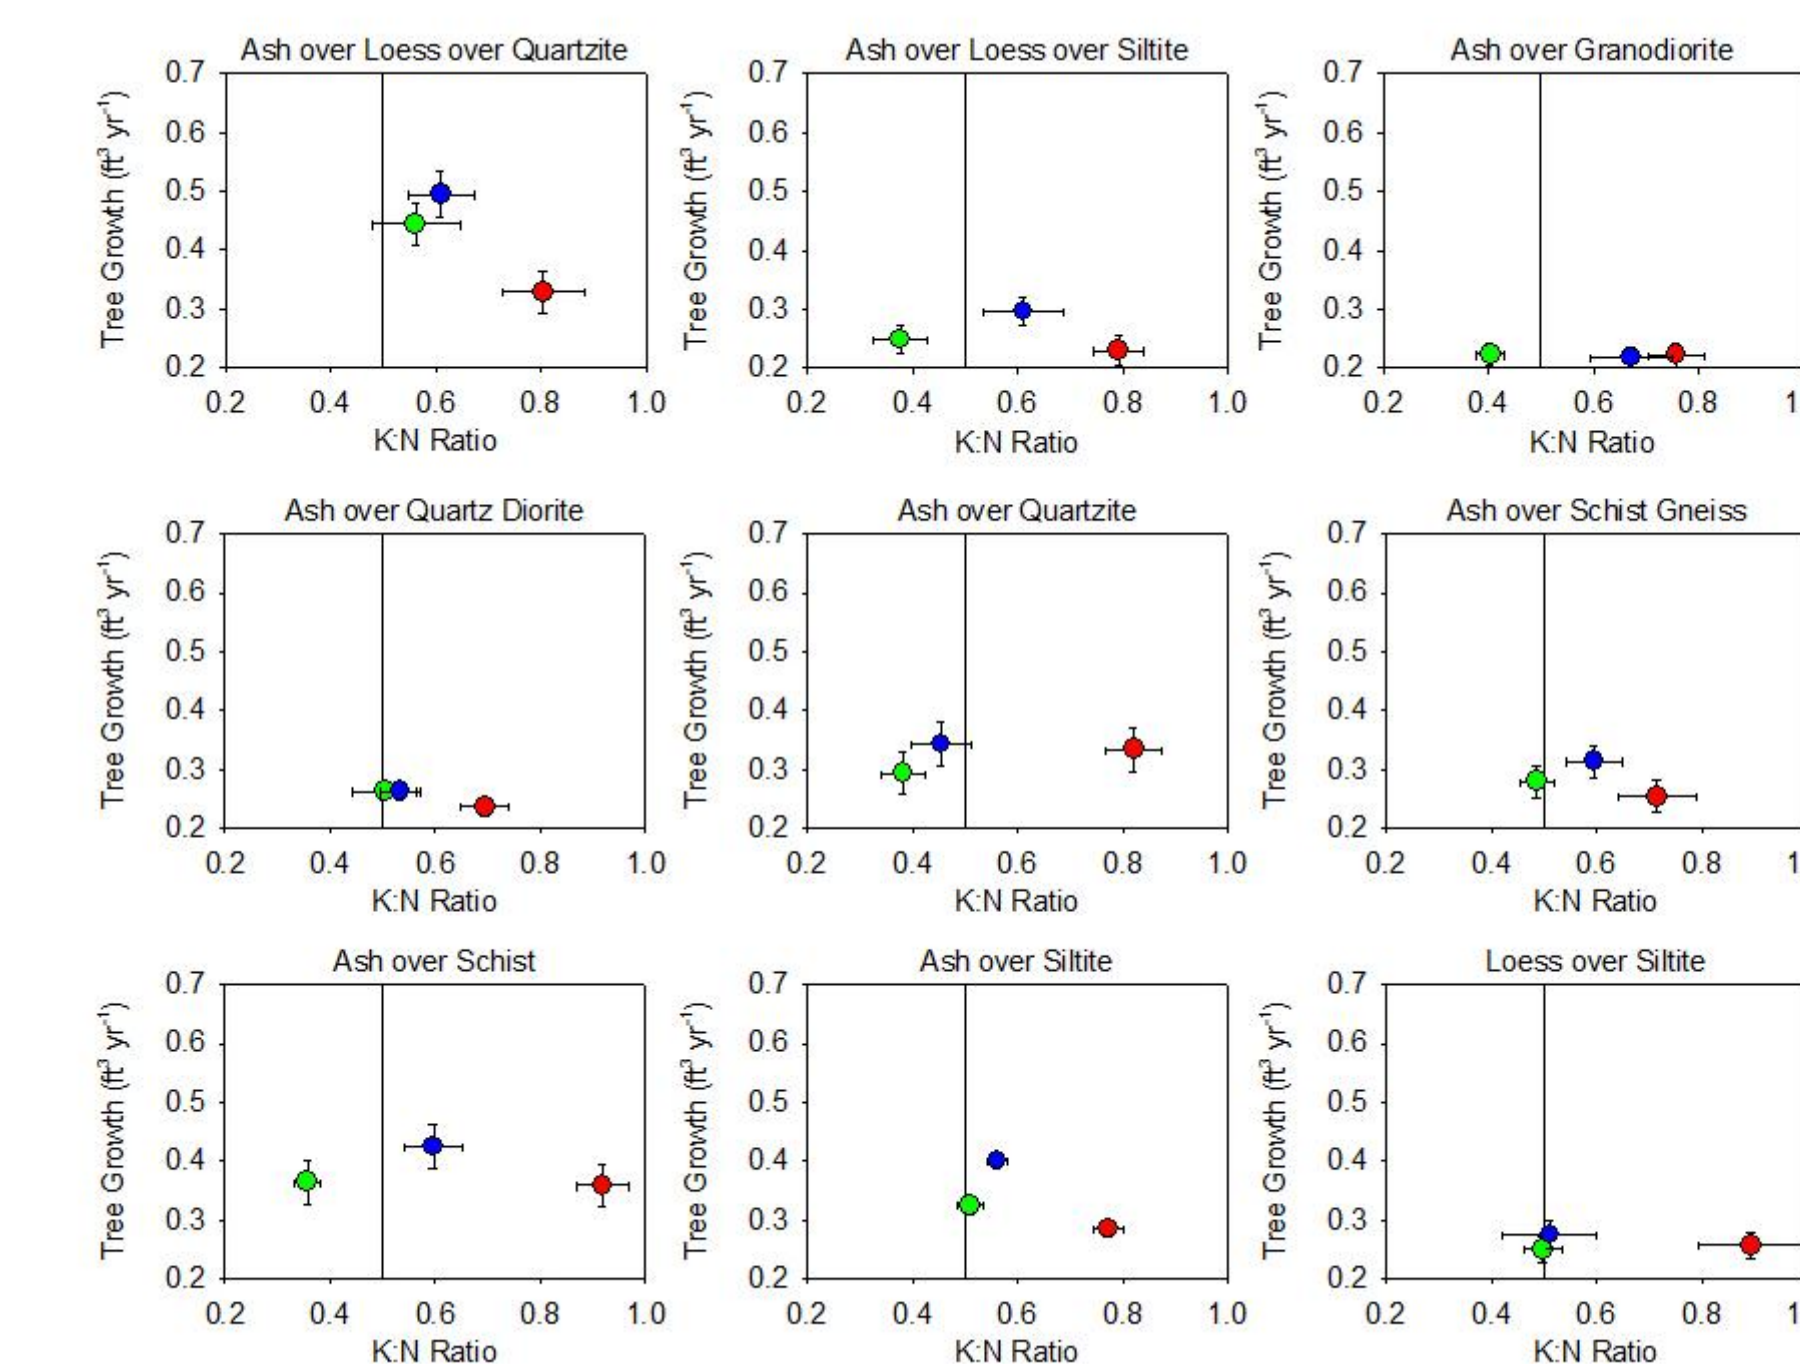 Ash over Loess over Quartzite
0.7
0.6
0.5
0.4
0.3
0.2
Tree Growth (ft³ yr⁻¹)
0.2 0.4 0.6 0.8 1.0
K:N Ratio
Ash over Loess over Siltite
0.7
0.6
0.5
0.4
0.3
0.2
Tree Growth (ft³ yr⁻¹)
0.2 0.4 0.6 0.8 1.0
K:N Ratio
Ash over Granodiorite
0.7
0.6
0.5
0.4
0.3
0.2
Tree Growth (ft³ yr⁻¹)
0.2 0.4 0.6 0.8 1
K:N Ratio
Ash over Quartz Diorite
0.7
0.6
0.5
0.4
0.3
0.2
Tree Growth (ft³ yr⁻¹)
0.2 0.4 0.6 0.8 1.0
K:N Ratio
Ash over Quartzite
0.7
0.6
0.5
0.4
0.3
0.2
Tree Growth (ft³ yr⁻¹)
0.2 0.4 0.6 0.8 1.0
K:N Ratio
Ash over Schist Gneiss
0.7
0.6
0.5
0.4
0.3
0.2
Tree Growth (ft³ yr⁻¹)
0.2 0.4 0.6 0.8 1
K:N Ratio
Ash over Schist
0.7
0.6
0.5
0.4
0.3
0.2
Tree Growth (ft³ yr⁻¹)
0.2 0.4 0.6 0.8 1.0
K:N Ratio
Ash over Siltite
0.7
0.6
0.5
0.4
0.3
0.2
Tree Growth (ft³ yr⁻¹)
0.2 0.4 0.6 0.8 1.0
K:N Ratio
Loess over Siltite
0.7
0.6
0.5
0.4
0.3
0.2
Tree Growth (ft³ yr⁻¹)
0.2 0.4 0.6 0.8 1
K:N Ratio